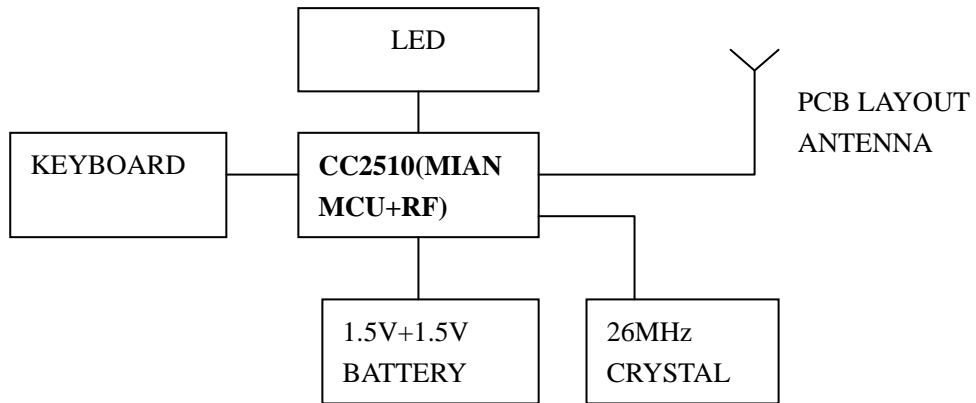 LED
PCB LAYOUT
ANTENNA
KEYBOARD
CC2510(MIAN
MCU+RF)
1.5V+1.5V
BATTERY
26MHz
CRYSTAL